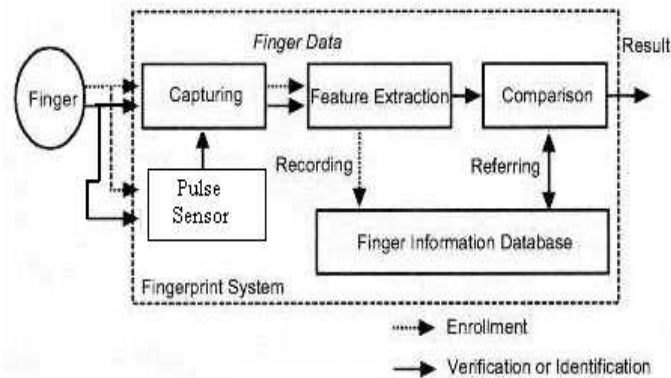 Finger Data
Result
Finger
Capturing
Feature Extraction
Comparison
Recording
Referring
Pulse
Sensor
Finger Information Database
Fingerprint System
Enrollment
Verification or Identification